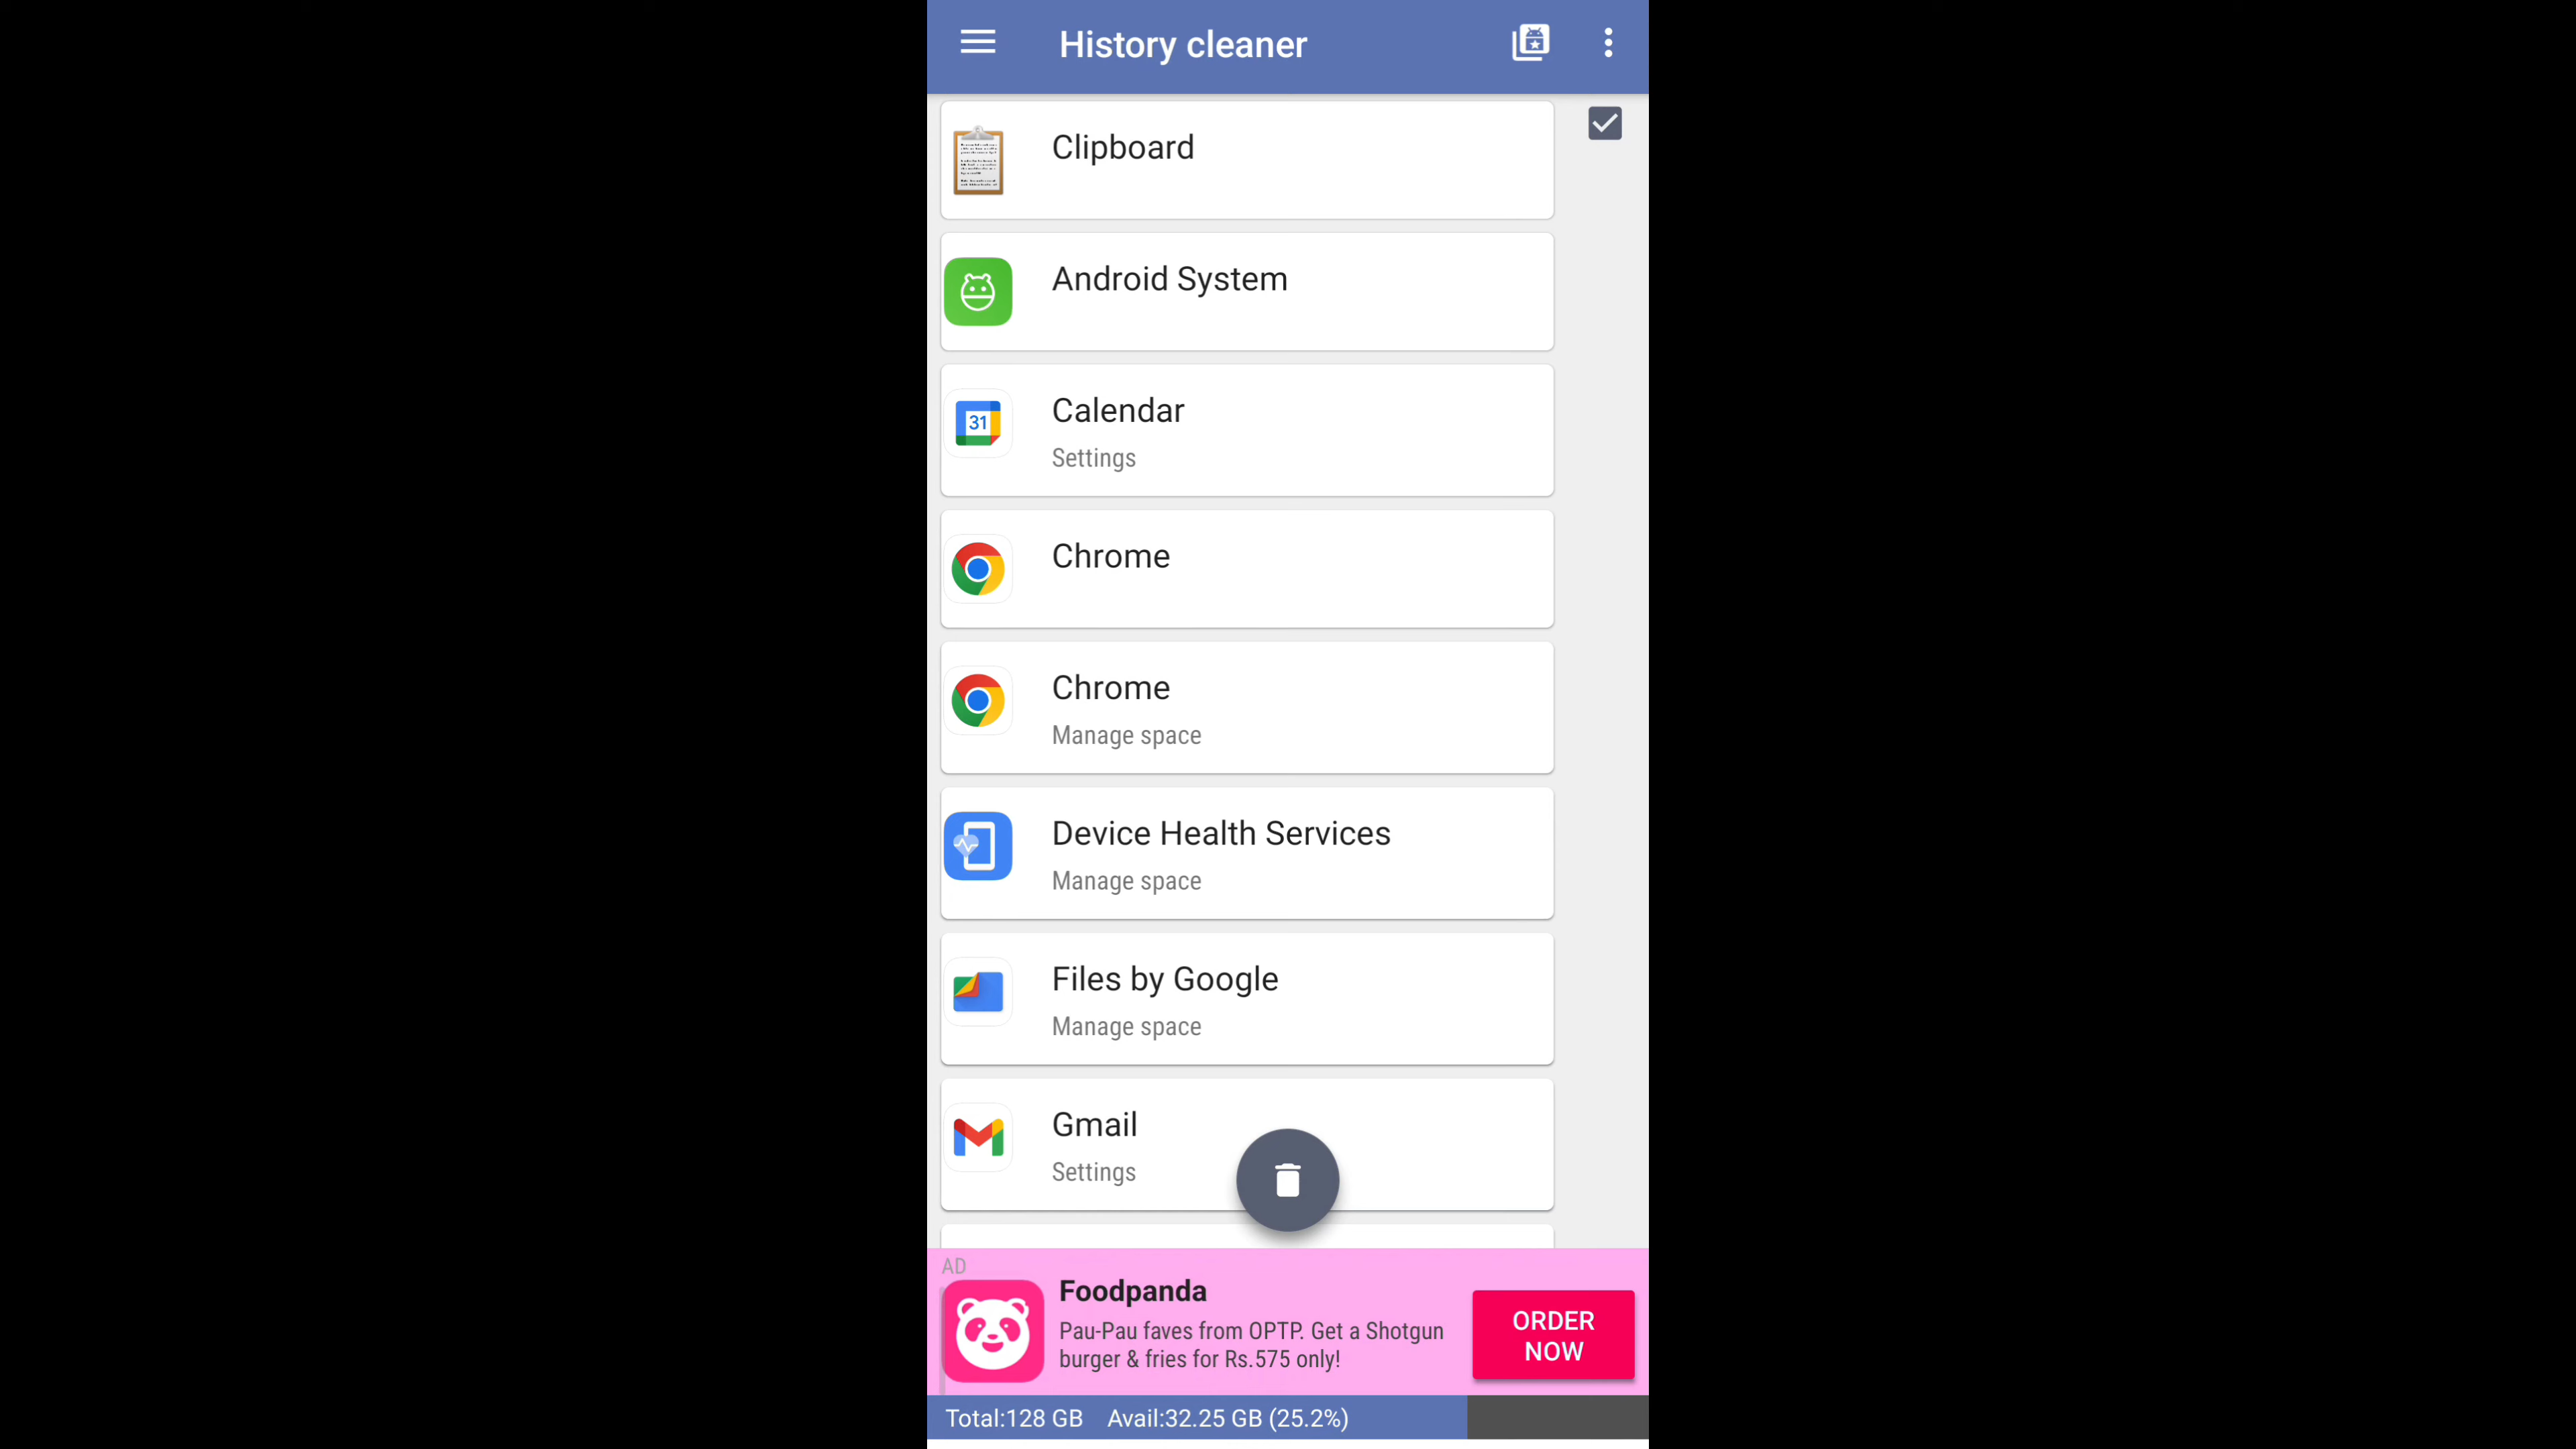 History cleaner
Clipboard
Android System
31
Calendar
Settings
Chrome
Chrome
Manage space
Device Health Services
Manage space
Files by Google
Manage space
Gmail
Settings
AD
Foodpanda
Pau-Pau faves from OPTP. Get a Shotgun
burger & fries for Rs.575 only!
ORDER
NOW
Total:128 GB Avail:32.25 GB (25.2%)